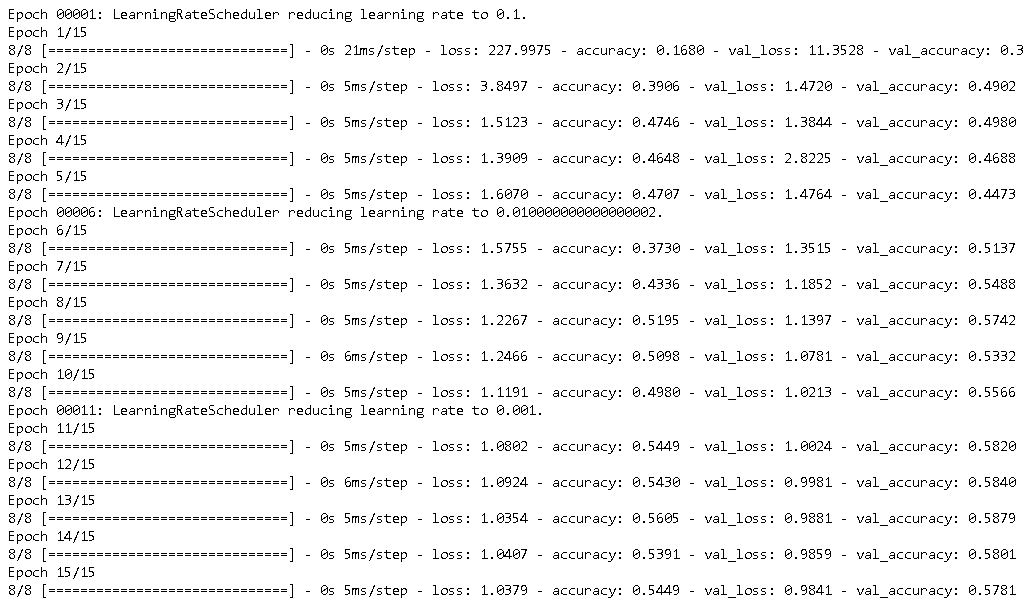 Epoch 00001: LearningRateScheduler reducing learning rate to 0.1.
Epoch 1/15
8/8 [==============================] - 0s 21ms/step - loss: 227.9975 - accuracy: 0.1680 - val_loss: 11.3528 - val_accuracy: 0.3
Epoch 2/15
8/8 [==============================] - 0s 5ms/step - loss: 3.8497 - accuracy: 0.3906 - val_loss: 1.4720 - val_accuracy: 0.4902
Epoch 3/15
8/8 [==============================] - 0s 5ms/step - loss: 1.5123 - accuracy: 0.4746 - val_loss: 1.3844 - val_accuracy: 0.4980
Epoch 4/15
8/8 [==============================] - 0s 5ms/step - loss: 1.3909 - accuracy: 0.4648 - val_loss: 2.8225 - val_accuracy: 0.4688
Epoch 5/15
8/8 [==============================] - 0s 5ms/step - loss: 1.6070 - accuracy: 0.4707 - val_loss: 1.4764 - val_accuracy: 0.4473
Epoch 00006: LearningRateScheduler reducing learning rate to 0.010000000000000002.
Epoch 6/15
8/8 [==============================] - 0s 5ms/step - loss: 1.5755 - accuracy: 0.3730 - val_loss: 1.3515 - val_accuracy: 0.5137
Epoch 7/15
8/8 [==============================] - 0s 5ms/step - loss: 1.3632 - accuracy: 0.4336 - val_loss: 1.1852 - val_accuracy: 0.5488
Epoch 8/15
8/8 [==============================] - 0s 5ms/step - loss: 1.2267 - accuracy: 0.5195 - val_loss: 1.1397 - val_accuracy: 0.5742
Epoch 9/15
8/8 [==============================] - 0s 6ms/step - loss: 1.2466 - accuracy: 0.5098 - val_loss: 1.0781 - val_accuracy: 0.5332
Epoch 10/15
8/8 [==============================] - 0s 5ms/step - loss: 1.1191 - accuracy: 0.4980 - val_loss: 1.0213 - val_accuracy: 0.5566
Epoch 00011: LearningRateScheduler reducing learning rate to 0.001.
Epoch 11/15
8/8 [==============================] - 0s 5ms/step - loss: 1.0802 - accuracy: 0.5449 - val_loss: 1.0024 - val_accuracy: 0.5820
Epoch 12/15
8/8 [==============================] - 0s 6ms/step - loss: 1.0924 - accuracy: 0.5430 - val_loss: 0.9981 - val_accuracy: 0.5840
Epoch 13/15
8/8 [==============================] - 0s 5ms/step - loss: 1.0354 - accuracy: 0.5605 - val_loss: 0.9881 - val_accuracy: 0.5879
Epoch 14/15
8/8 [==============================] - 0s 5ms/step - loss: 1.0407 - accuracy: 0.5391 - val_loss: 0.9859 - val_accuracy: 0.5801
Epoch 15/15
8/8 [==============================] - 0s 5ms/step - loss: 1.0379 - accuracy: 0.5449 - val_loss: 0.9841 - val_accuracy: 0.5781